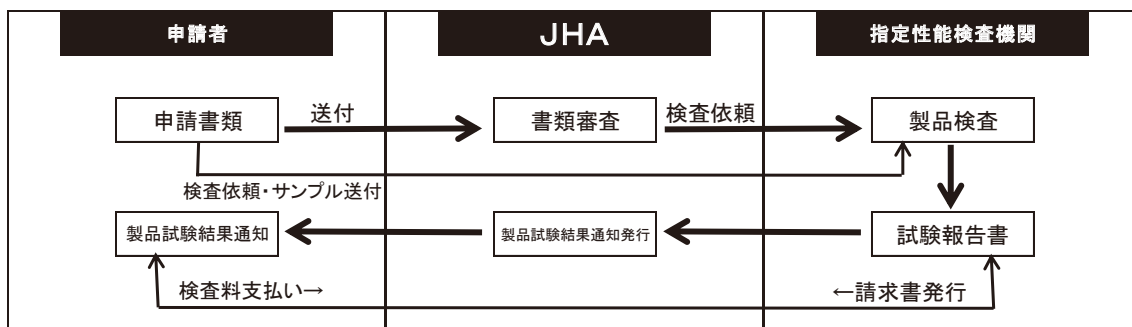 申請者
JHA
指定性能検査機関
申請書類
送付
書類審査
検査依頼
製品検査
検査依頼・サンプル送付
製品試験結果通知
製品試験結果通知発行
試験報告書
検査料支払い→
←請求書発行